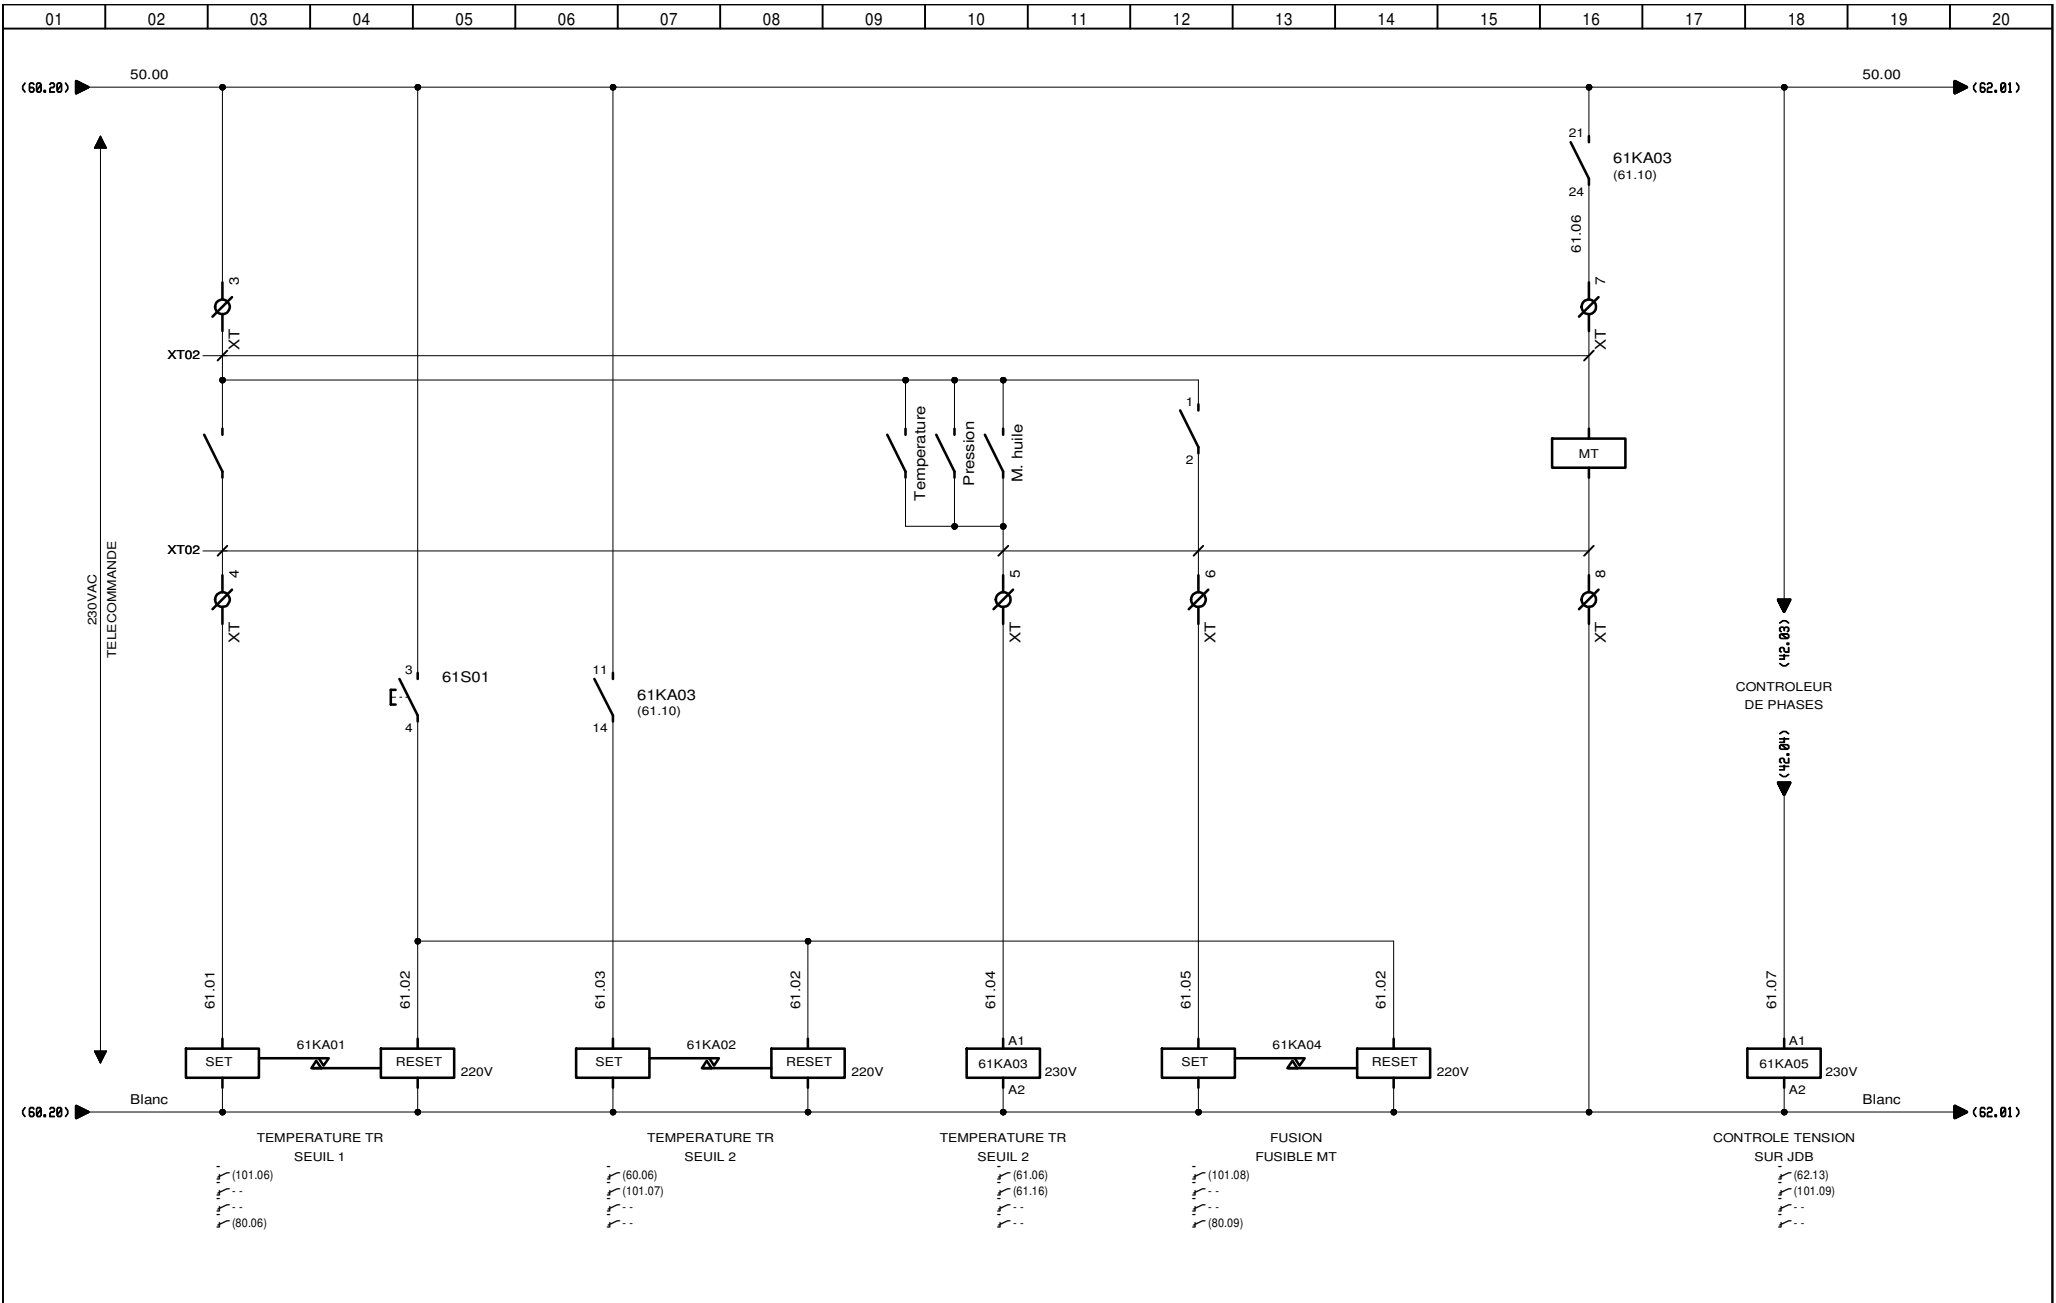 01 02 03 04 05 06 07 08 09 10 11 12 13 14 15 16 17 18 19 20
50.00 50.00
(60.20) (62.01)
21
61KA03
(61.10)
24
61.06
3 7
XT XT
XT02
1
Temperature
Pression
M. huile
2
MT
XT02
4 5 6 8
XT XT XT XT
230VAC
TELECOMMANDE
(42.03)
3 61S01
4
11
61KA03
(61.10)
14
CONTROLEUR
DE PHASES
(42.04)
61.01 61.02 61.03 61.02 61.04 61.05 61.02 61.07
SET 61KA01 RESET 220V
SET 61KA02 RESET 220V
A1
61KA03 230V
A2
SET 61KA04 RESET 220V
A1
61KA05 230V
A2
Blanc Blanc
(60.20) (62.01)
TEMPERATURE TR
SEUIL 1
(101.06)
- -
- -
(80.06)
TEMPERATURE TR
SEUIL 2
(60.06)
(101.07)
- -
- -
TEMPERATURE TR
SEUIL 2
(61.06)
(61.16)
- -
- -
FUSION
FUSIBLE MT
(101.08)
- -
- -
(80.09)
CONTROLE TENSION
SUR JDB
(62.13)
(101.09)
- -
- -